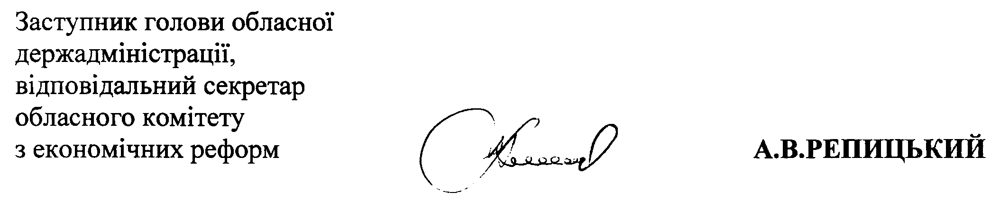 Заступник голови обласної
держадміністрації,
відповідальний секретар
обласного комітету
з економічних реформ
А.В.РЕПИЦЬКИЙ